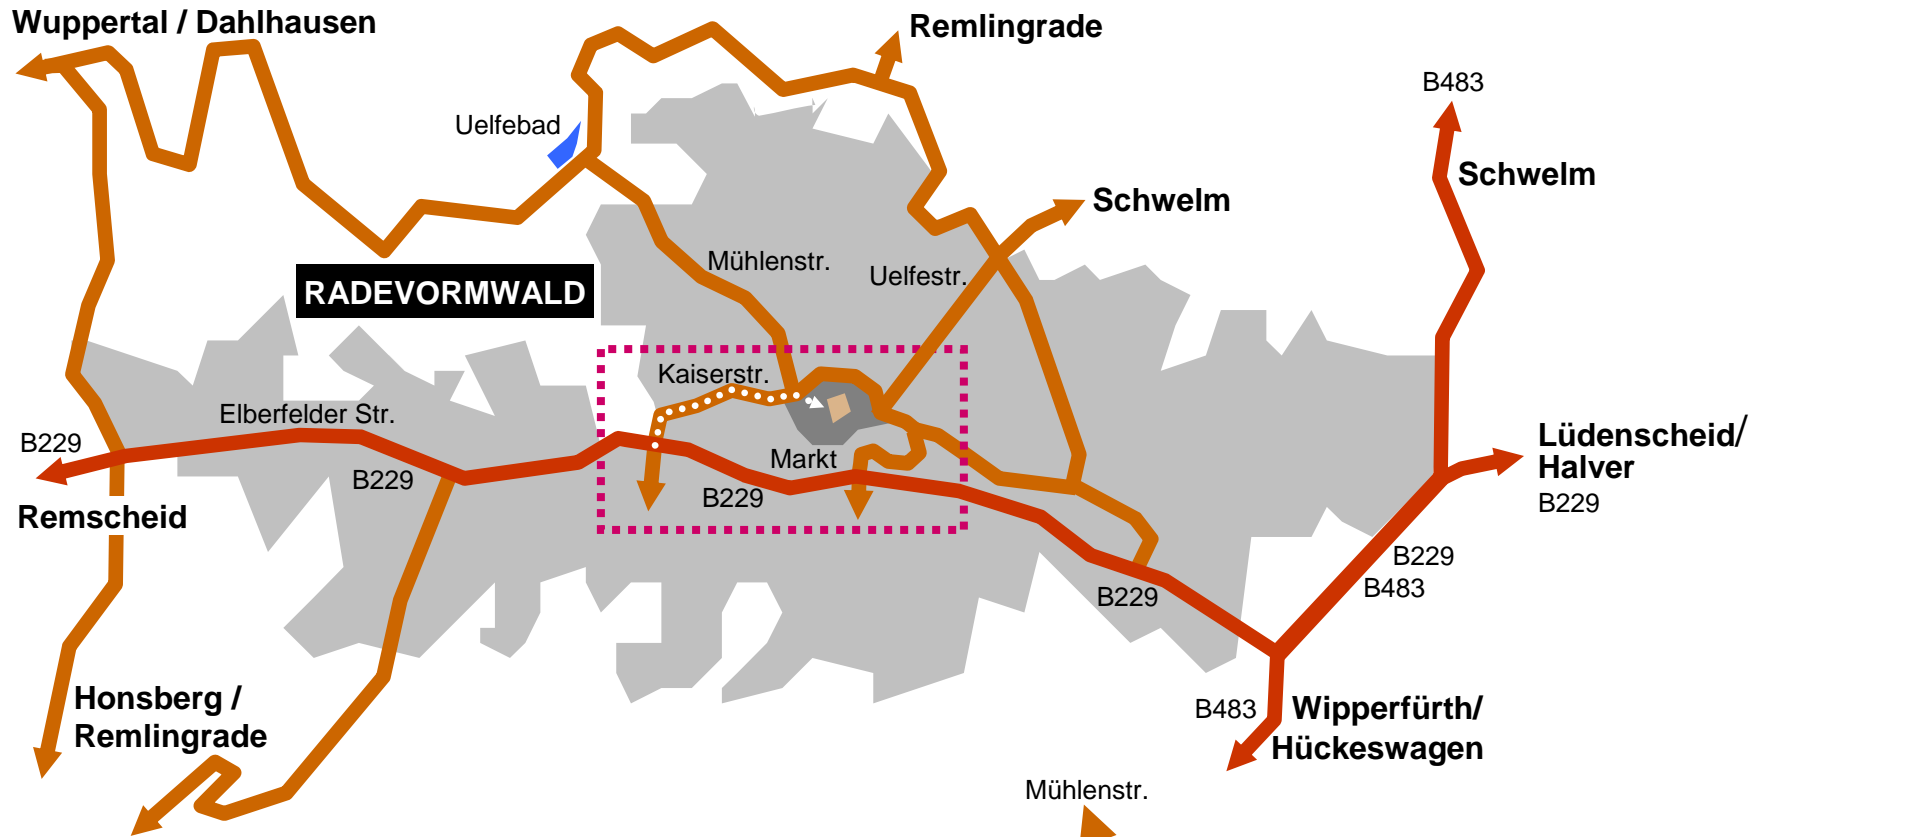 Wuppertal / Dahlhausen
Remlingrade
B483
Uelfebad
Schwelm
Schwelm
Mühlenstr.
Uelfestr.
RADEVORMWALD
Kaiserstr.
Elberfelder Str.
B229
Markt
Lüdenscheid/
Halver
B229
B229
B229
Remscheid
B229
B483
B229
Honsberg /
Remlingrade
B483
Wipperfürth/
Hückeswagen
Mühlenstr.